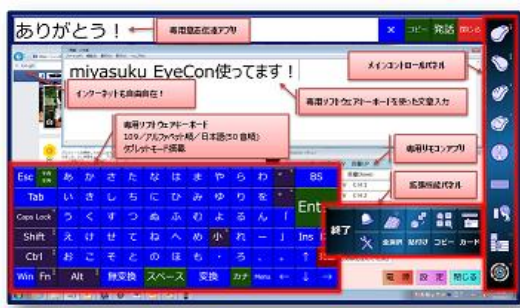 ありがとう！
専用意志伝達アプリ
× コピー 発話 閉じる
miyasuku EyeCon使ってます！
メインコントロールパネル
インターネットも自由自在！
専用ソフトウェアキーボードを使った文章入力
専用ソフトウェアキーボード
109／アルファベット順／日本語(50音順)
タブレットモード搭載
専用リモコンアプリ
拡張機能パネル
Esc あ か さ た な は ま や ら わ BS
Tab い き し ち に ひ み ゆ り を Ent
Caps Lock う く す つ ぬ ふ む よ る ん
Shift え け せ て ね へ め 小 れ ー 」 Ins
Ctrl お こ そ と の ほ も ・ ろ 、 。 ↑
Win Fn Alt 無変換 スペース 変換 カナ Menu ← ↓ →
終了
全選択 貼付け コピー カード
電源 設定 閉じる